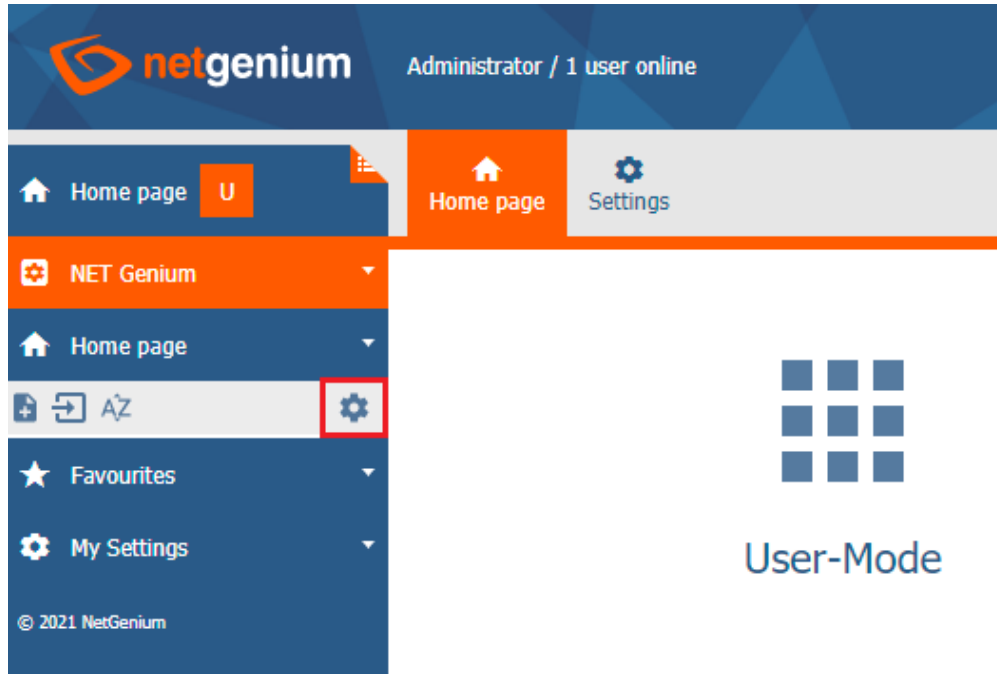 netgenium
Administrator / 1 user online
Home page U
Home page
Settings
NET Genium
Home page
AZ
Favourites
My Settings
User-Mode
© 2021 NetGenium